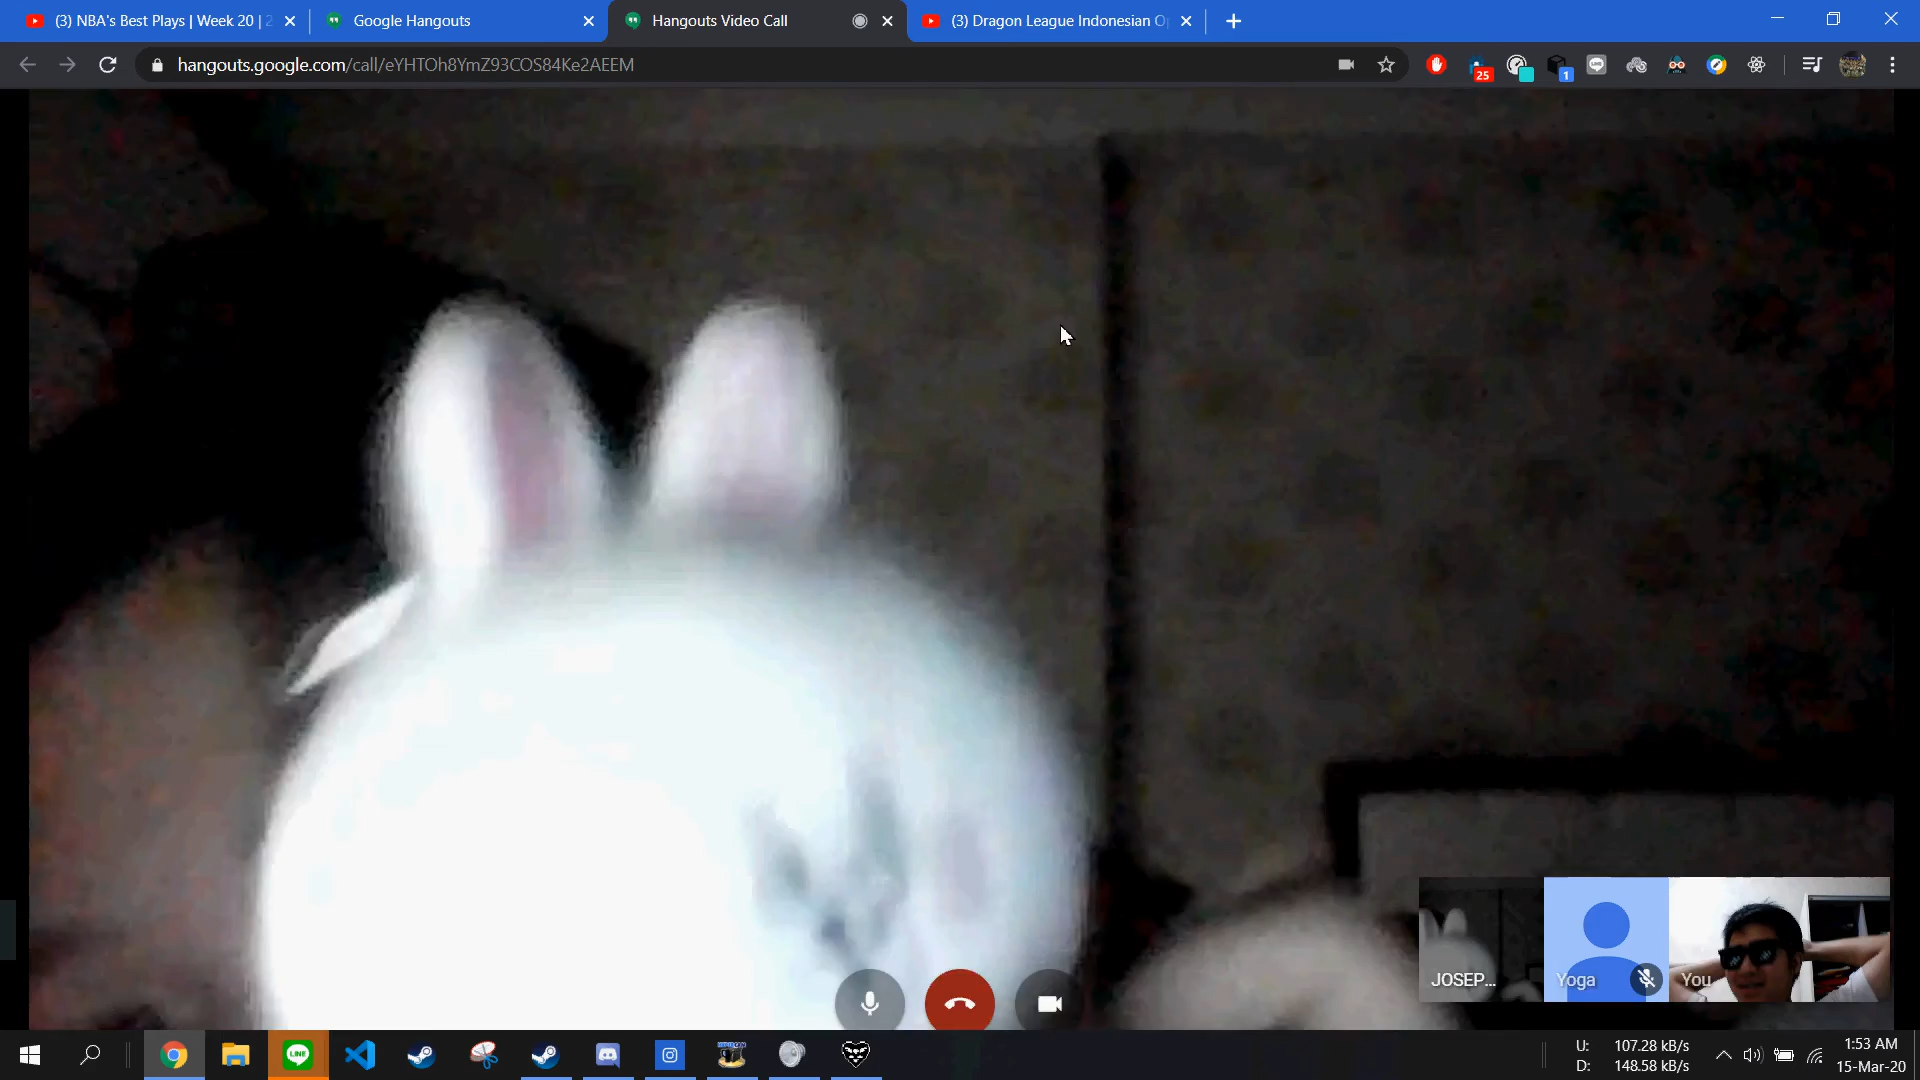 (3) NBA's Best Plays | Week 20 | 2
Google Hangouts
Hangouts Video Call
(3) Dragon League Indonesian Op
hangouts.google.com/call/eYHTOh8YmZ93COS84Ke2AEEM
25
1
JOSEP...
Yoga
You
LINE
U: 107.28 kB/s
D: 148.58 kB/s
1:53 AM
15-Mar-20